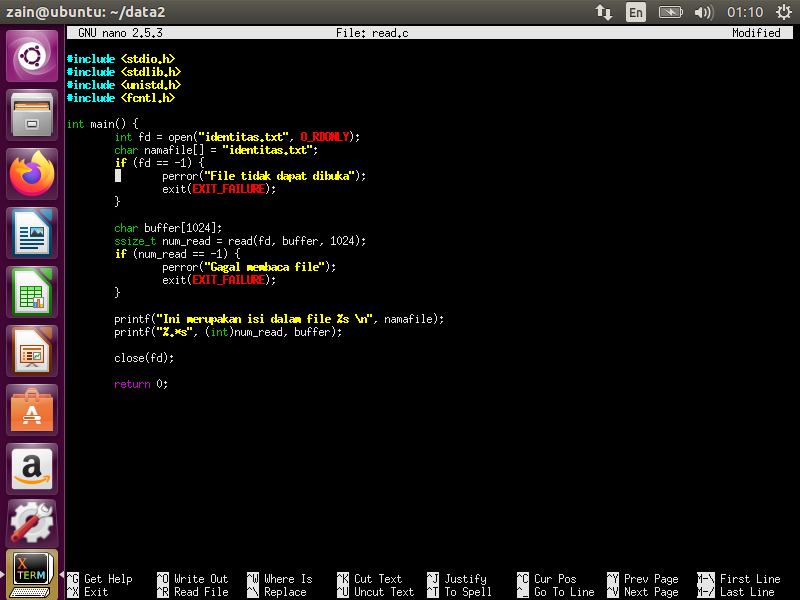 zain@ubuntu: ~/data2
En
01:10
GNU nano 2.5.3 File: read.c Modified
#include <stdio.h>
#include <stdlib.h>
#include <unistd.h>
#include <fcntl.h>
int main() {
int fd = open("identitas.txt", O_RDONLY);
char namafile[] = "identitas.txt";
if (fd == -1) {
perror("File tidak dapat dibuka");
exit(EXIT_FAILURE);
}
char buffer[1024];
ssize_t num_read = read(fd, buffer, 1024);
if (num_read == -1) {
perror("Gagal membaca file");
exit(EXIT_FAILURE);
}
printf("Ini merupakan isi dalam file %s \n", namafile);
printf("%.*s", (int)num_read, buffer);
close(fd);
return 0;
^G Get Help ^O Write Out ^W Where Is ^K Cut Text ^J Justify ^C Cur Pos ^Y Prev Page M-\ First Line
^X Exit ^R Read File ^\ Replace ^U Uncut Text ^T To Spell ^_ Go To Line ^V Next Page M-/ Last Line
A
a
X
TERM